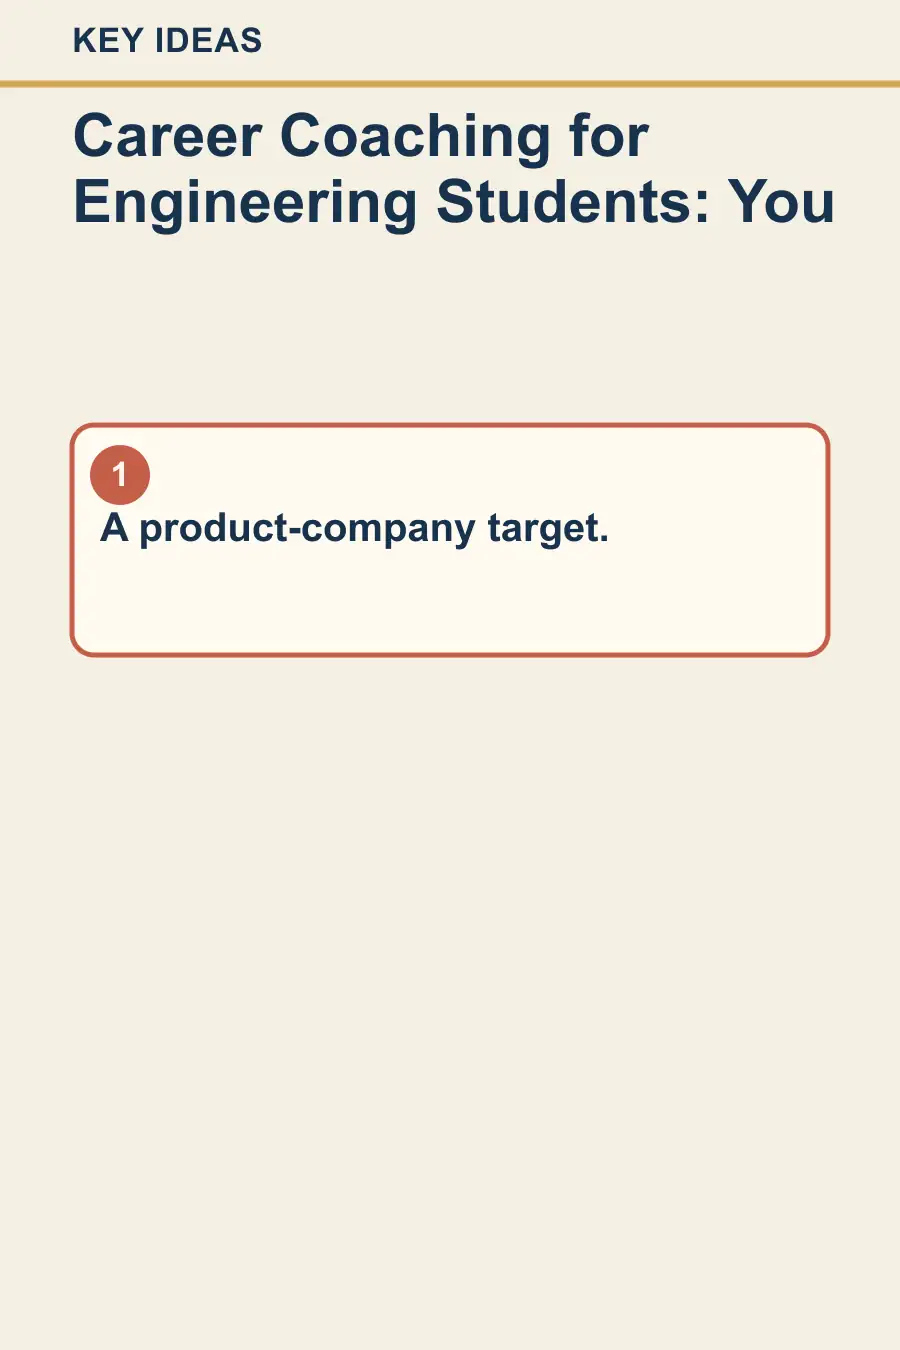 KEY IDEAS
Career Coaching for
Engineering Students: You
1
A product-company target.